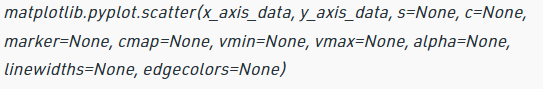 matplotlib.pyplot.scatter(x_axis_data, y_axis_data, s=None, c=None,
marker=None, cmap=None, vmin=None, vmax=None, alpha=None,
linewidths=None, edgecolors=None)